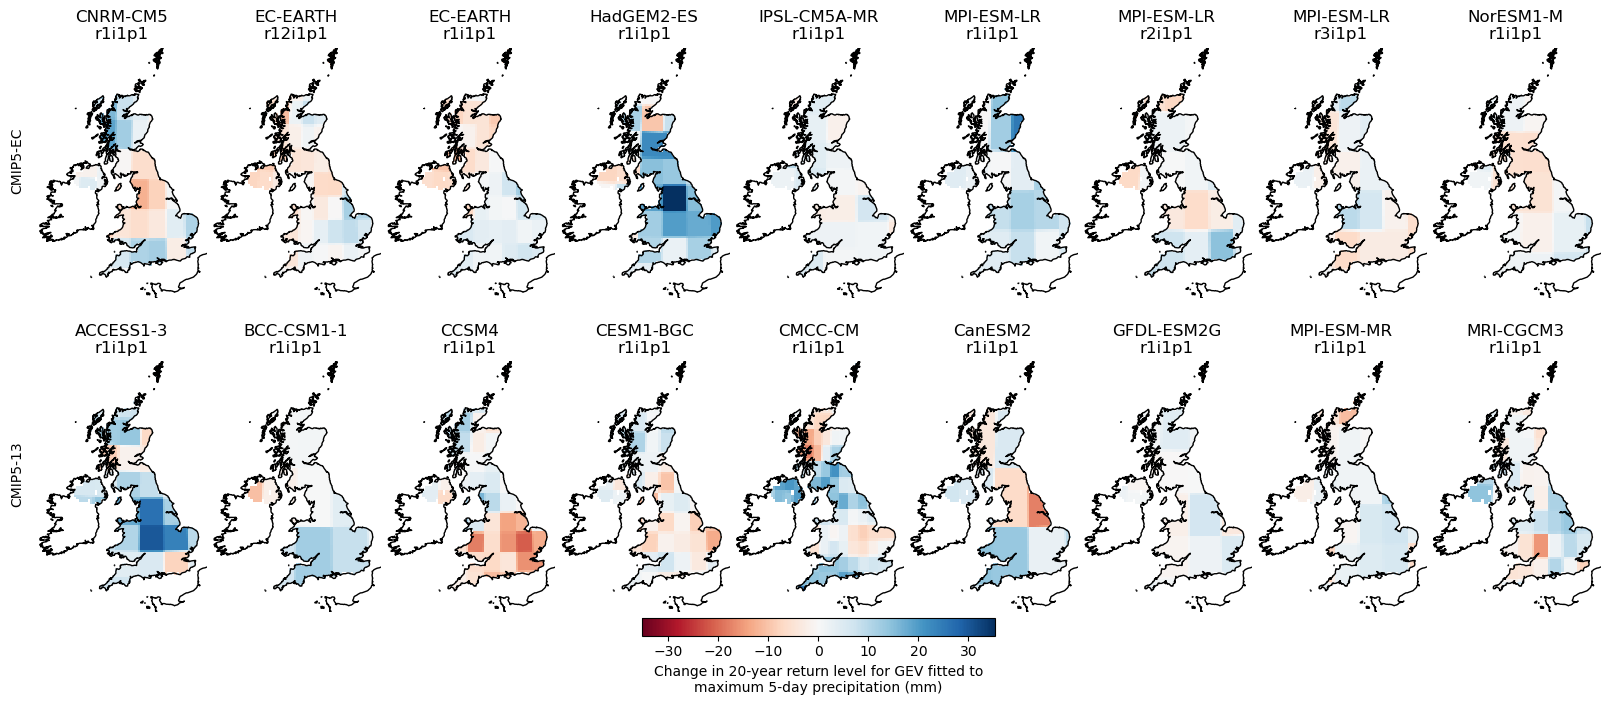 CNRM-CM5
r1i1p1
EC-EARTH
r12i1p1
EC-EARTH
r1i1p1
HadGEM2-ES
r1i1p1
IPSL-CM5A-MR
r1i1p1
MPI-ESM-LR
r1i1p1
MPI-ESM-LR
r2i1p1
MPI-ESM-LR
r3i1p1
NorESM1-M
r1i1p1
CMIP5-EC
ACCESS1-3
r1i1p1
BCC-CSM1-1
r1i1p1
CCSM4
r1i1p1
CESM1-BGC
r1i1p1
CMCC-CM
r1i1p1
CanESM2
r1i1p1
GFDL-ESM2G
r1i1p1
MPI-ESM-MR
r1i1p1
MRI-CGCM3
r1i1p1
CMIP5-13
−30 −20 −10 0 10 20 30
Change in 20-year return level for GEV fitted to
maximum 5-day precipitation (mm)